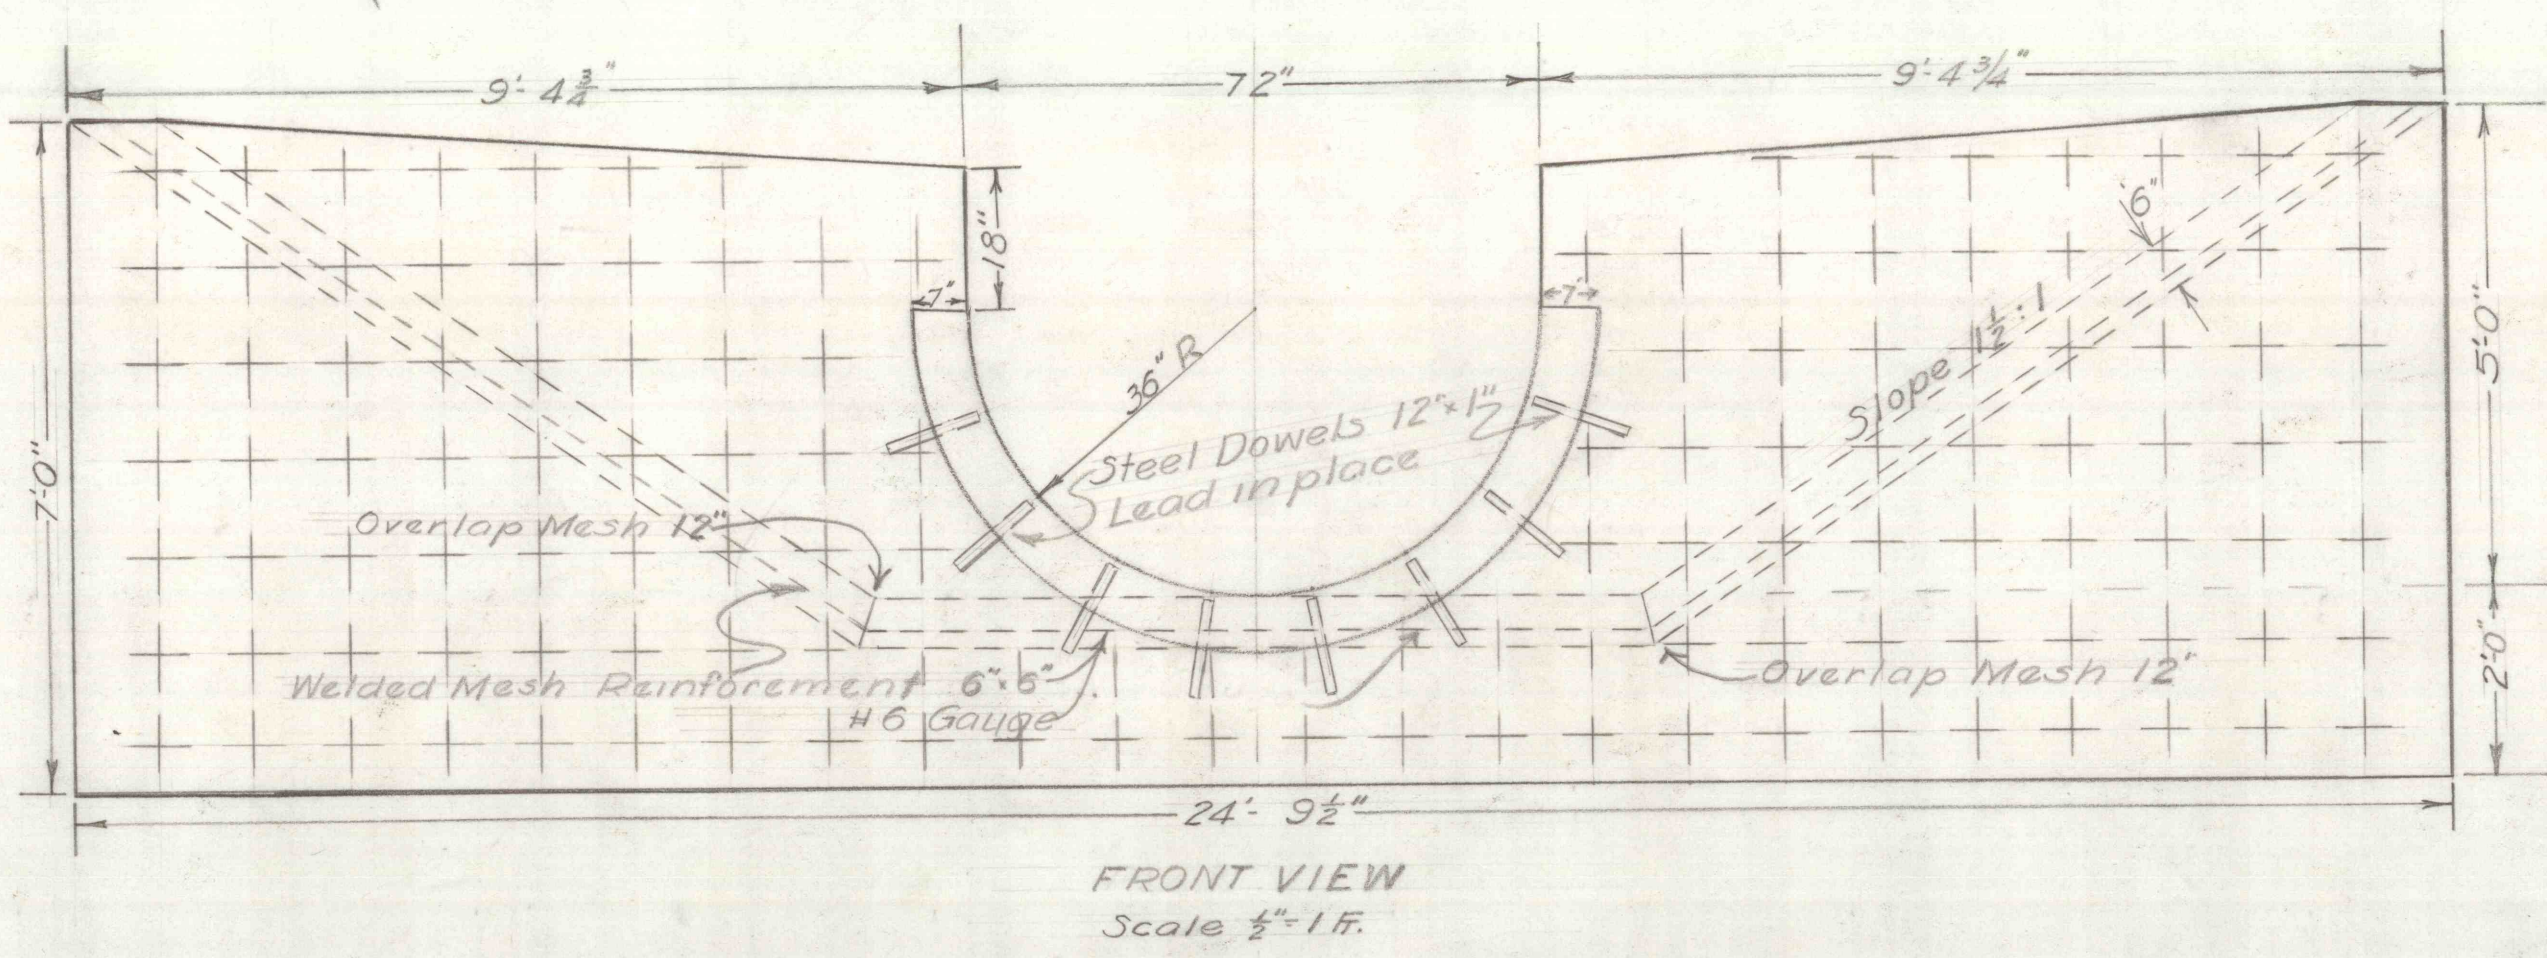 9'- 4 3/4"
72"
9'- 4 3/4"
6"
18"
7"
7"
36" R
Slope 1 1/2 : 1
5'-0"
Steel Dowels 12" x 1"
Lead in place
7'-0"
Overlap Mesh 12"
Welded Mesh Reinforement 6" x 6"
# 6 Gauge
Overlap Mesh 12"
2'-0"
24'- 9 1/2"
FRONT VIEW
Scale 1/2" = 1 Ft.